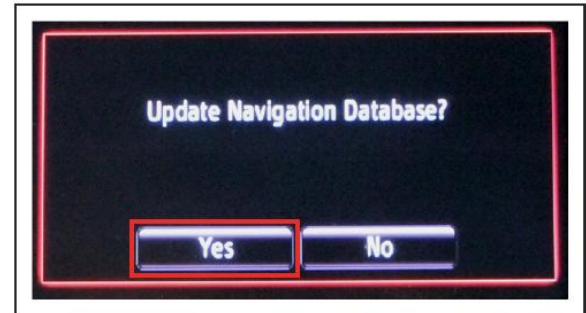 Update Navigation Database?
Yes No